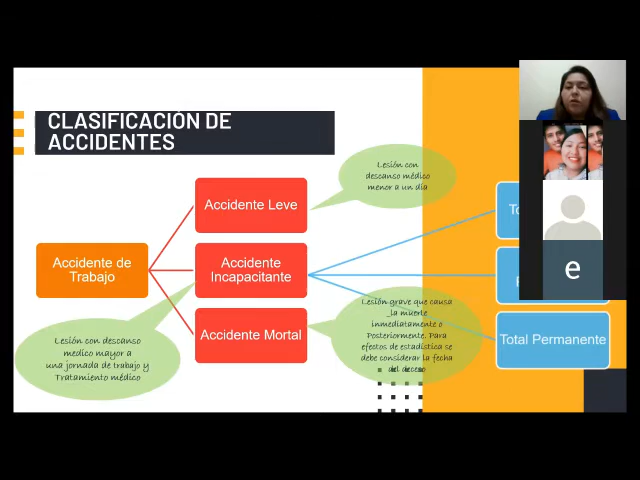 CLASIFICACIÓN DE
ACCIDENTES
Lesión con
descanso médico
menor a un día
Accidente Leve
Accidente de
Trabajo
Accidente
Incapacitante
Accidente Mortal
Lesión grave que causa
_la muerte
inmediatamente o
Posteriormente. Para
efectos de estadística se
debe considerar la fecha
del deceso
Lesión con descanso
medico mayor a
una jornada de trabajo y
Tratamiento médico
Total Permanente
e